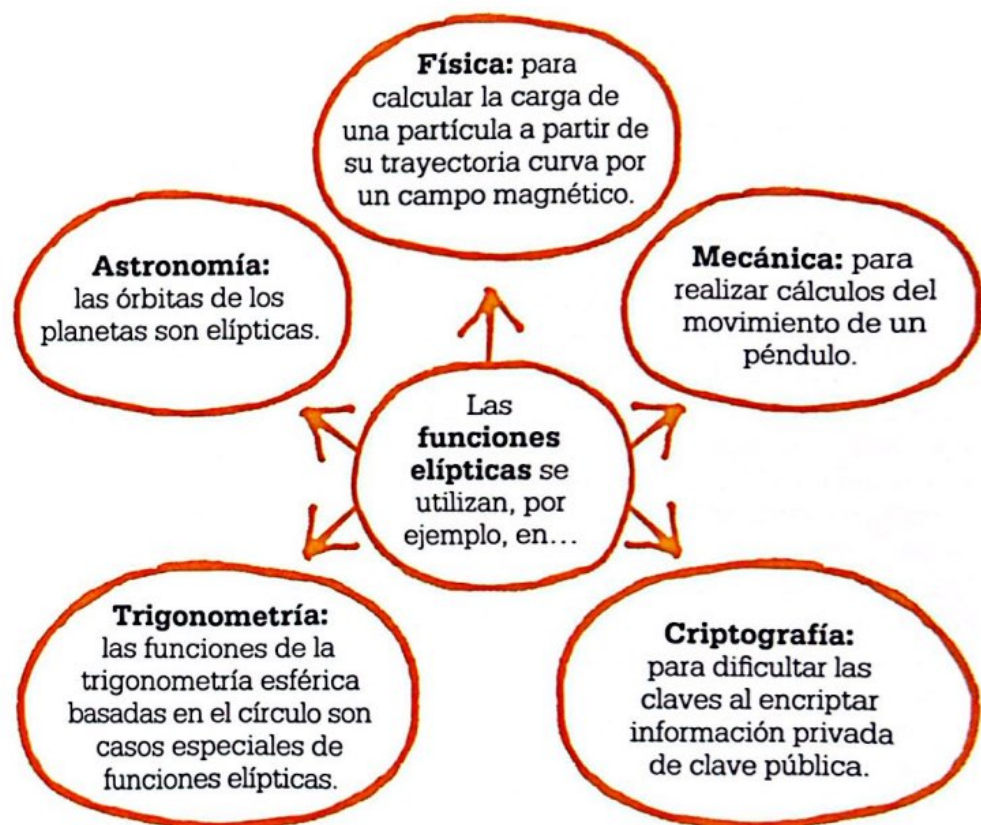 Física: para
calcular la carga de
una partícula a partir de
su trayectoria curva por
un campo magnético.
Astronomía:
las órbitas de los
planetas son elípticas.
Mecánica: para
realizar cálculos del
movimiento de un
péndulo.
Las
funciones
elípticas se
utilizan, por
ejemplo, en...
Trigonometría:
las funciones de la
trigonometría esférica
basadas en el círculo son
casos especiales de
funciones elípticas.
Criptografía:
para dificultar las
claves al encriptar
información privada
de clave pública.